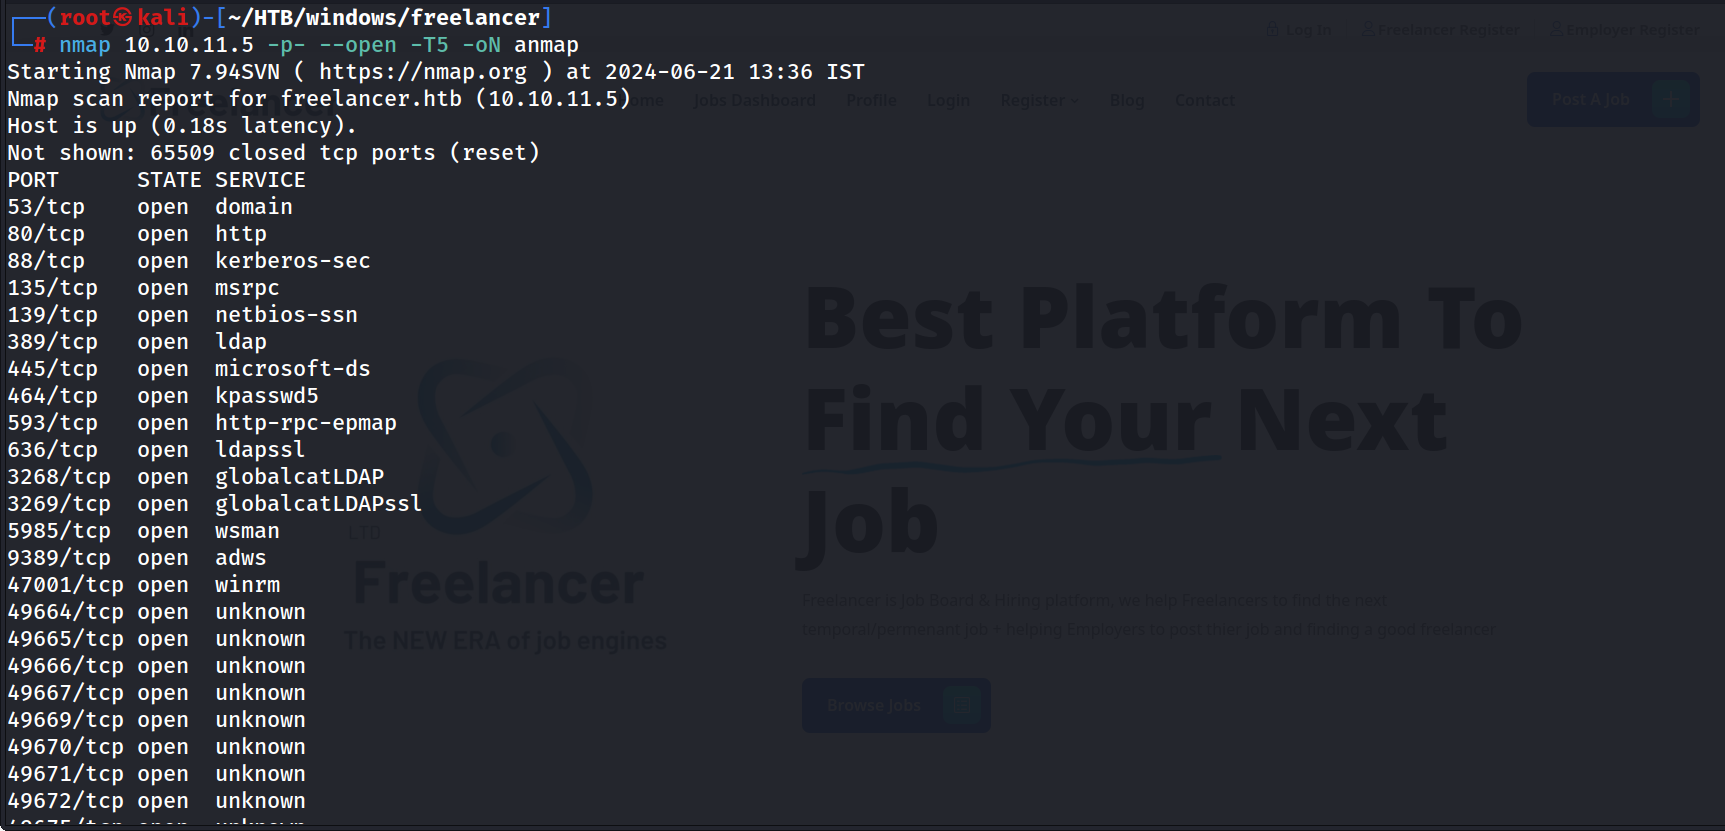 ┌──(root㉿kali)-[~/HTB/windows/freelancer]
└─# nmap 10.10.11.5 -p- --open -T5 -oN anmap
Starting Nmap 7.94SVN ( https://nmap.org ) at 2024-06-21 13:36 IST
Nmap scan report for freelancer.htb (10.10.11.5)
Host is up (0.18s latency).
Not shown: 65509 closed tcp ports (reset)
PORT      STATE SERVICE
53/tcp    open  domain
80/tcp    open  http
88/tcp    open  kerberos-sec
135/tcp   open  msrpc
139/tcp   open  netbios-ssn
389/tcp   open  ldap
445/tcp   open  microsoft-ds
464/tcp   open  kpasswd5
593/tcp   open  http-rpc-epmap
636/tcp   open  ldapssl
3268/tcp  open  globalcatLDAP
3269/tcp  open  globalcatLDAPssl
5985/tcp  open  wsman
9389/tcp  open  adws
47001/tcp open  winrm
49664/tcp open  unknown
49665/tcp open  unknown
49666/tcp open  unknown
49667/tcp open  unknown
49669/tcp open  unknown
49670/tcp open  unknown
49671/tcp open  unknown
49672/tcp open  unknown
Log In Freelancer Register Employer Register
Jobs Dashboard Profile Login Register Blog Contact
Post A Job
Best Platform To
Find Your Next
Job
LTD
Freelancer
The NEW ERA of job engines
Freelancer is Job Board & Hiring platform, we help Freelancers to find the next
temporal/permenant job + helping Employers to post thier job and finding a good freelancer
Browse Jobs